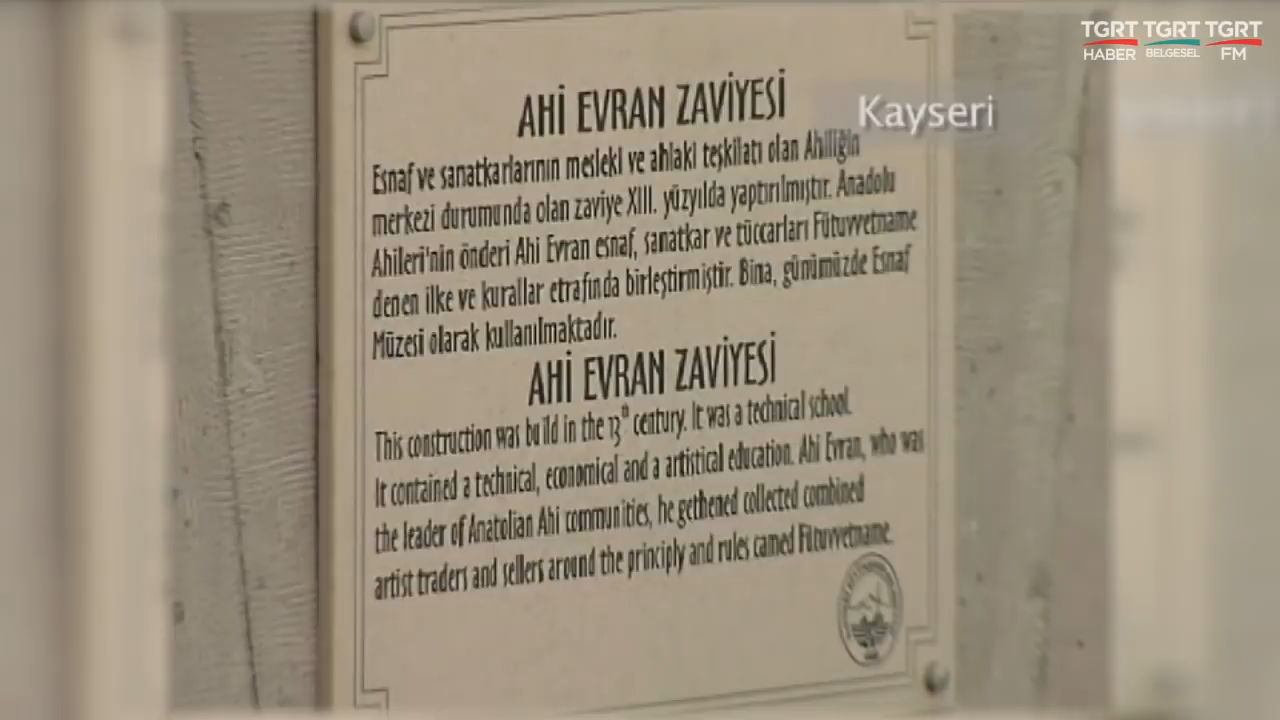 TGRT TGRT TGRT
HABER BELGESEL FM
Kayseri
AHİ EVRAN ZAVİYESİ
Esnaf ve sanatkarlarının mesleki ve ahlaki teşkilatı olan Ahiliğin
merkezi durumunda olan zaviye XIII. yüzyılda yaptırılmıştır. Anadolu
Ahileri'nin önderi Ahi Evran esnaf, sanatkar ve tüccarları Fütuvvetname
denen ilke ve kurallar etrafında birleştirmiştir. Bina, günümüzde Esnaf
Müzesi olarak kullanılmaktadır.
AHİ EVRAN ZAVİYESİ
This construction was build in the 13th century. It was a technical school.
It contained a technical, economical and a artistical education. Ahi Evran, who was
the leader of Anatolian Ahi communities, he gethened collected combined
artist traders and sellers around the principly and rules camed Fütuvvetname.